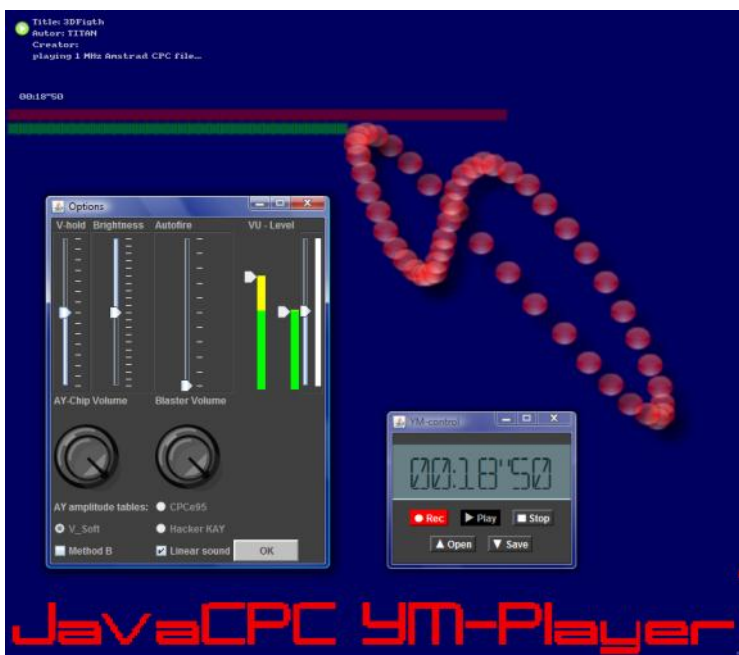 Title: 3DFigth
Autor: TITAN
Creator:
playing 1 MHz Amstrad CPC file...
00:18"50
Options
V-hold Brightness Autofire VU - Level
AY-Chip Volume Blaster Volume
AY amplitude tables: CPCe95
V_Soft Hacker KAY
Method B Linear sound OK
YM-control
00:18"50
Rec Play Stop
Open Save
JavaCPC YM-Player